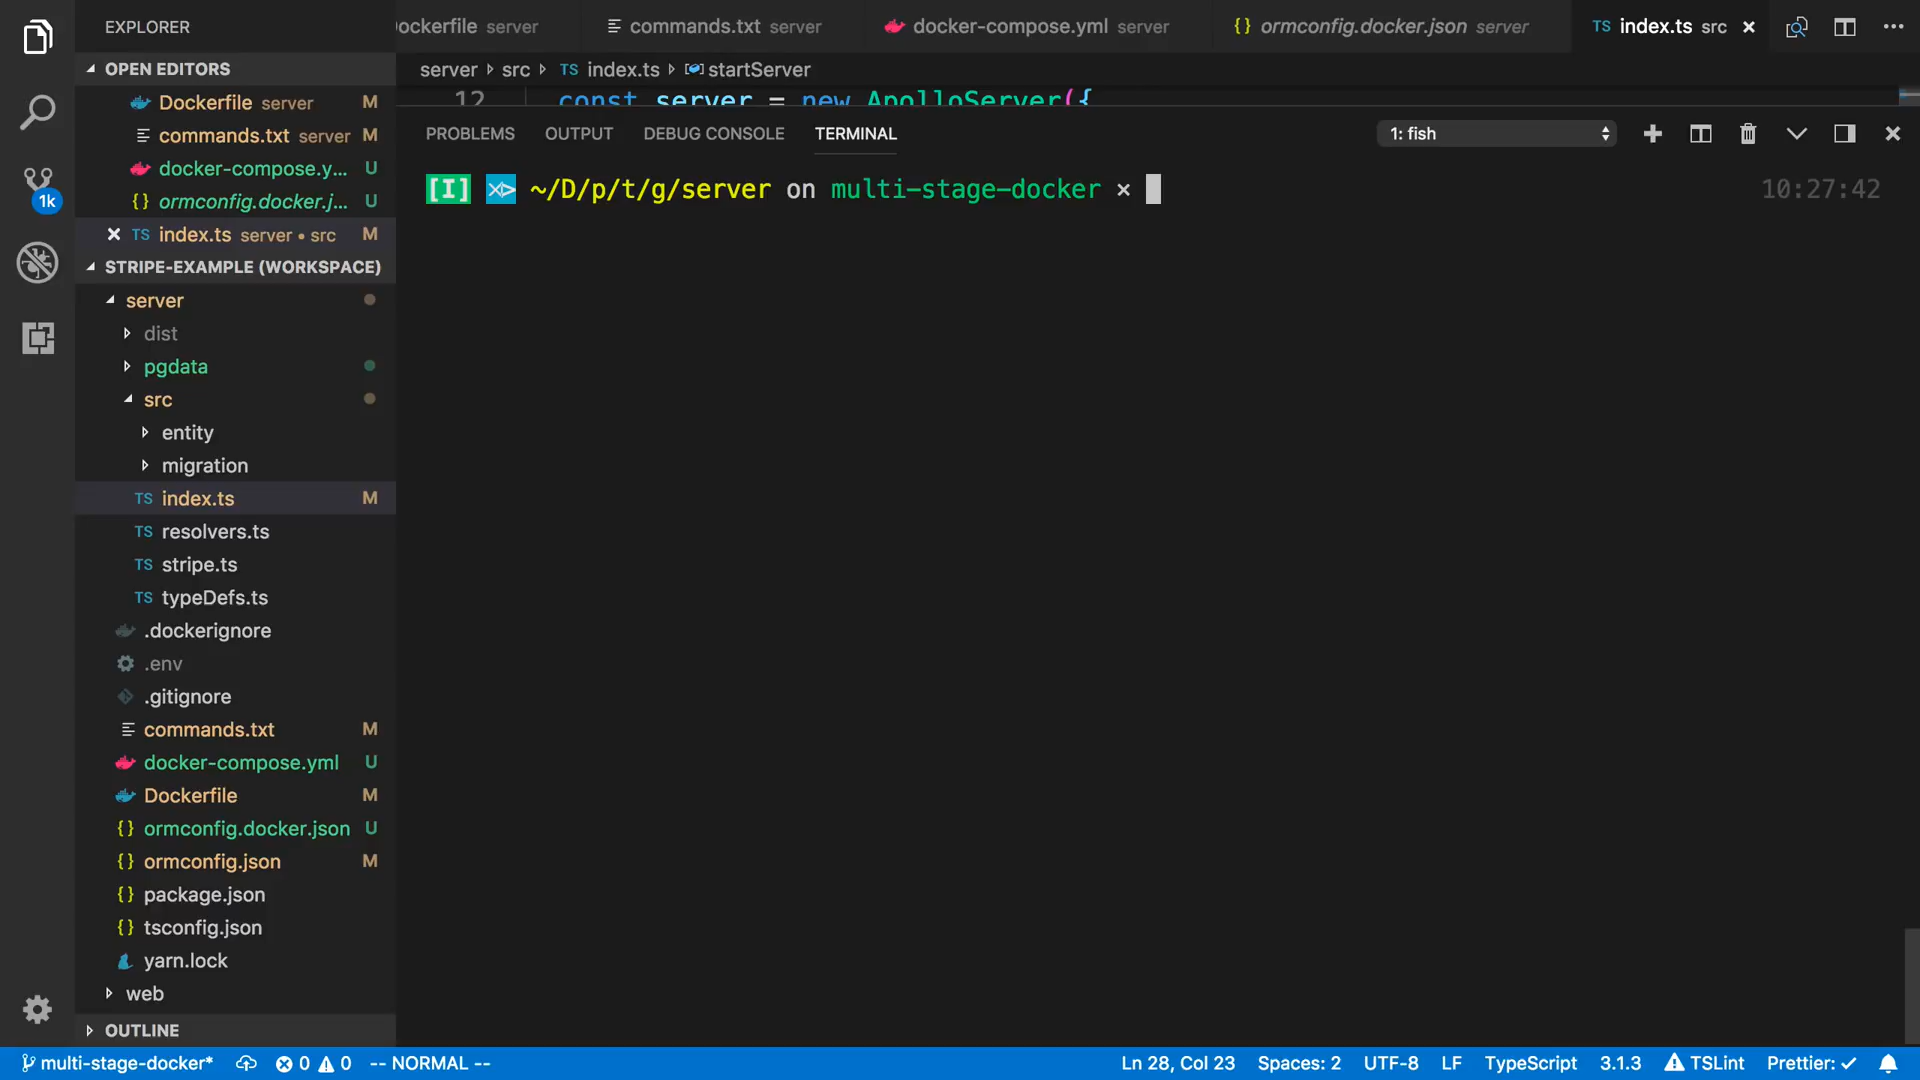 EXPLORER
OPEN EDITORS
Dockerfile server M
commands.txt server M
docker-compose.y... U
{} ormconfig.docker.j... U
TS index.ts server • src M
STRIPE-EXAMPLE (WORKSPACE)
server
dist
pgdata
src
entity
migration
TS index.ts M
TS resolvers.ts
TS stripe.ts
TS typeDefs.ts
.dockerignore
.env
.gitignore
commands.txt M
docker-compose.yml U
Dockerfile M
{} ormconfig.docker.json U
{} ormconfig.json M
{} package.json
{} tsconfig.json
yarn.lock
web
OUTLINE
1k
ockerfile server
commands.txt server
docker-compose.yml server
{} ormconfig.docker.json server
TS index.ts src
server src TS index.ts startServer
12 const server = new ApolloServer({
PROBLEMS OUTPUT DEBUG CONSOLE TERMINAL 1: fish
[I] ~/D/p/t/g/server on multi-stage-docker × 10:27:42
multi-stage-docker* 0 0 -- NORMAL -- Ln 28, Col 23 Spaces: 2 UTF-8 LF TypeScript 3.1.3 TSLint Prettier: ✓